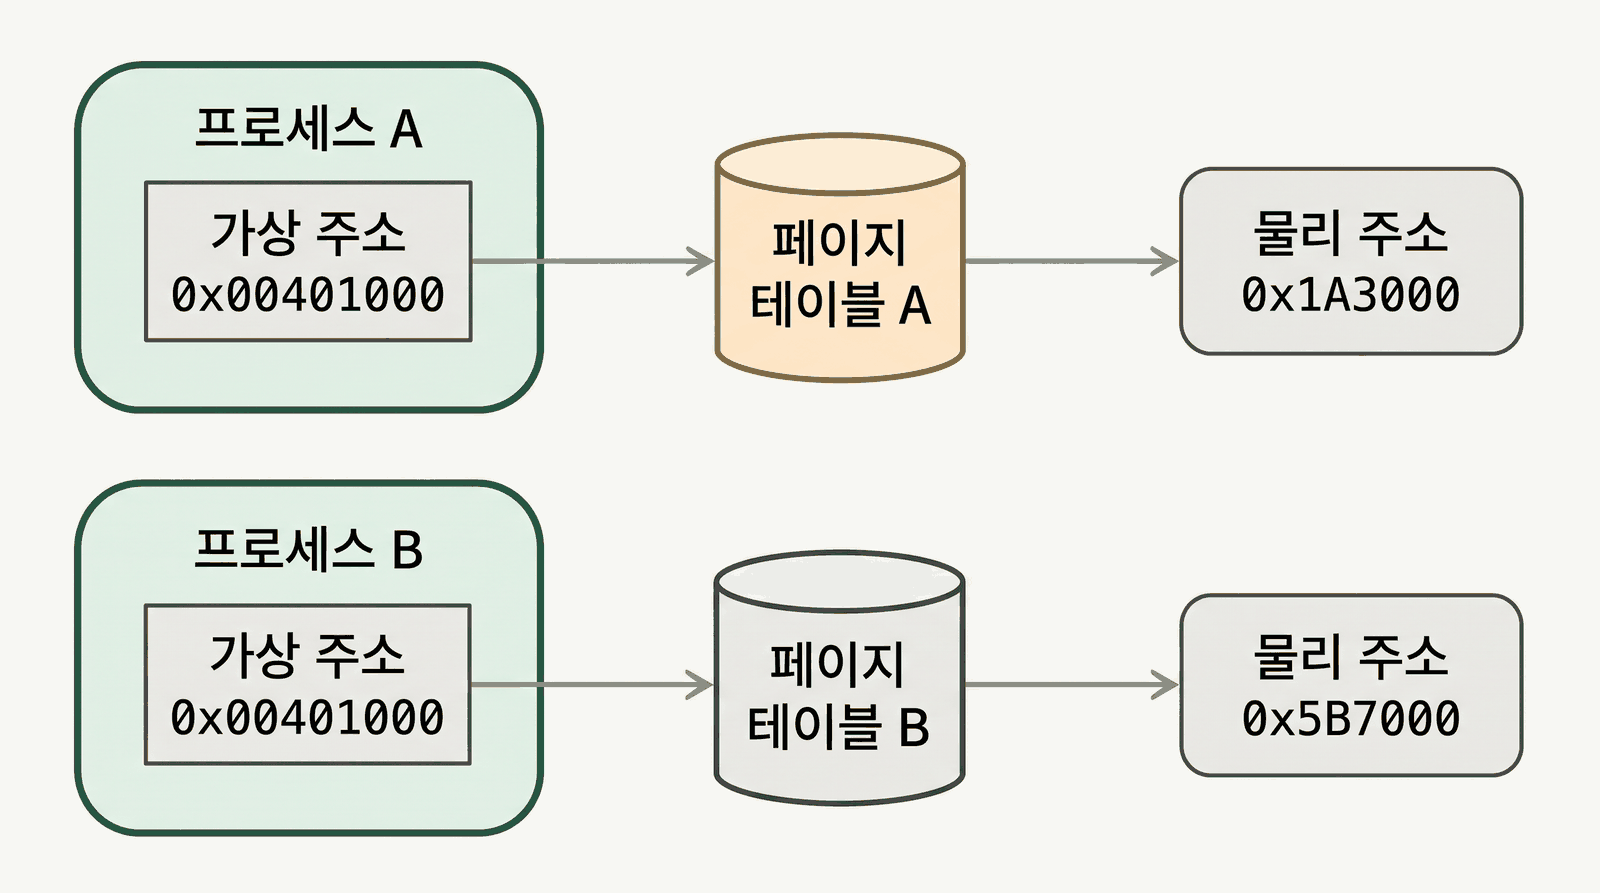 프로세스 A
가상 주소
0x00401000
페이지
테이블 A
물리 주소
0x1A3000
프로세스 B
가상 주소
0x00401000
페이지
테이블 B
물리 주소
0x5B7000